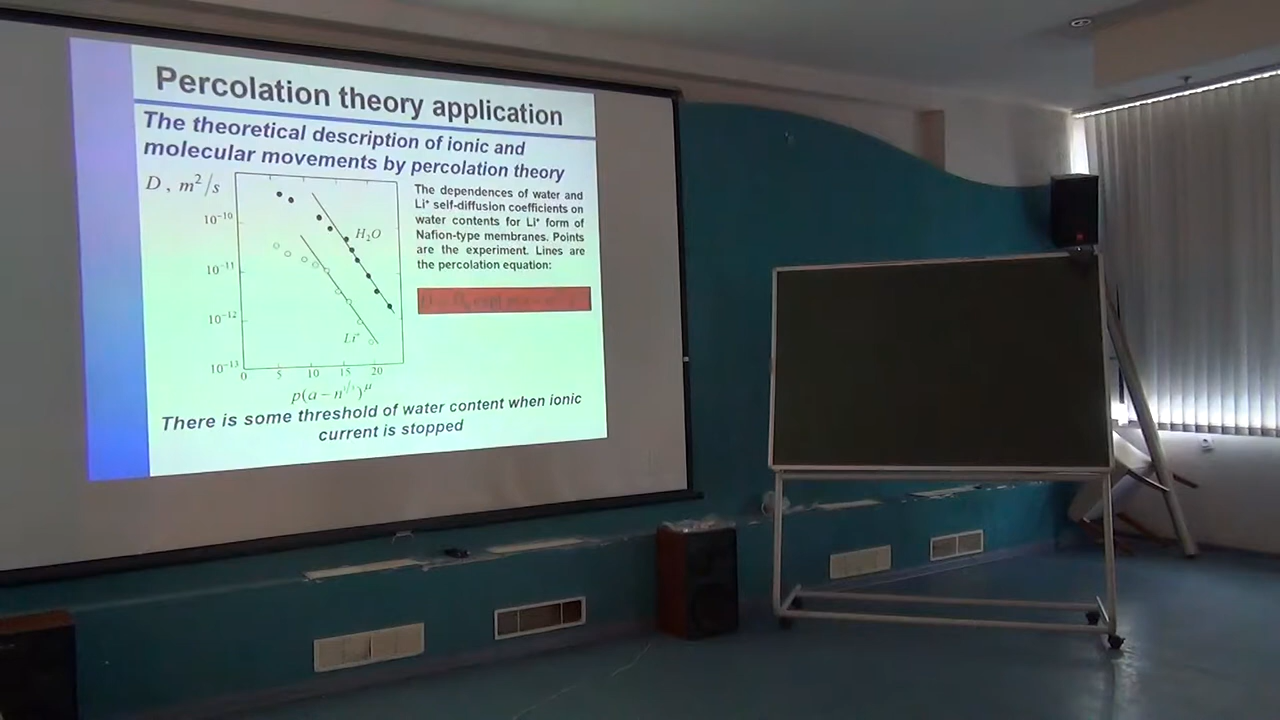 Percolation theory application
The theoretical description of ionic and
molecular movements by percolation theory
D, m²/s
10⁻¹⁰
10⁻¹¹
10⁻¹²
10⁻¹³
H₂O
Li⁺
0 5 10 15 20
p(a – n¹/³)^μ
The dependences of water and
Li⁺ self-diffusion coefficients on
water contents for Li⁺ form of
Nafion-type membranes. Points
are the experiment. Lines are
the percolation equation:
There is some threshold of water content when ionic
current is stopped